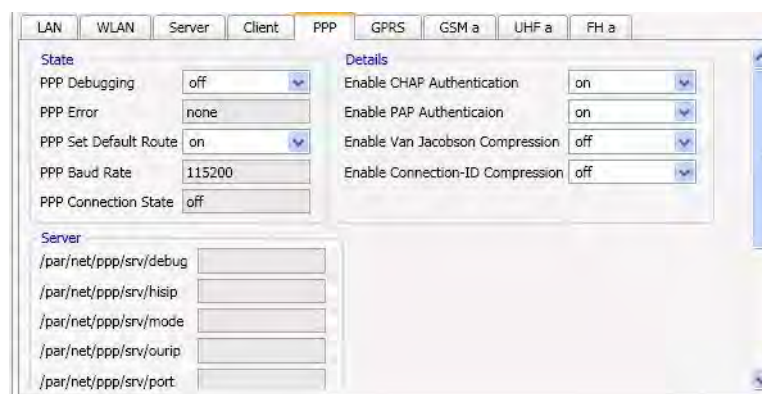 LAN WLAN Server Client PPP GPRS GSM a UHF a FH a
State
PPP Debugging off
PPP Error none
PPP Set Default Route on
PPP Baud Rate 115200
PPP Connection State off
Details
Enable CHAP Authentication on
Enable PAP Authenticaion on
Enable Van Jacobson Compression off
Enable Connection-ID Compression off
Server
/par/net/ppp/srv/debug
/par/net/ppp/srv/hisip
/par/net/ppp/srv/mode
/par/net/ppp/srv/ourip
/par/net/ppp/srv/port